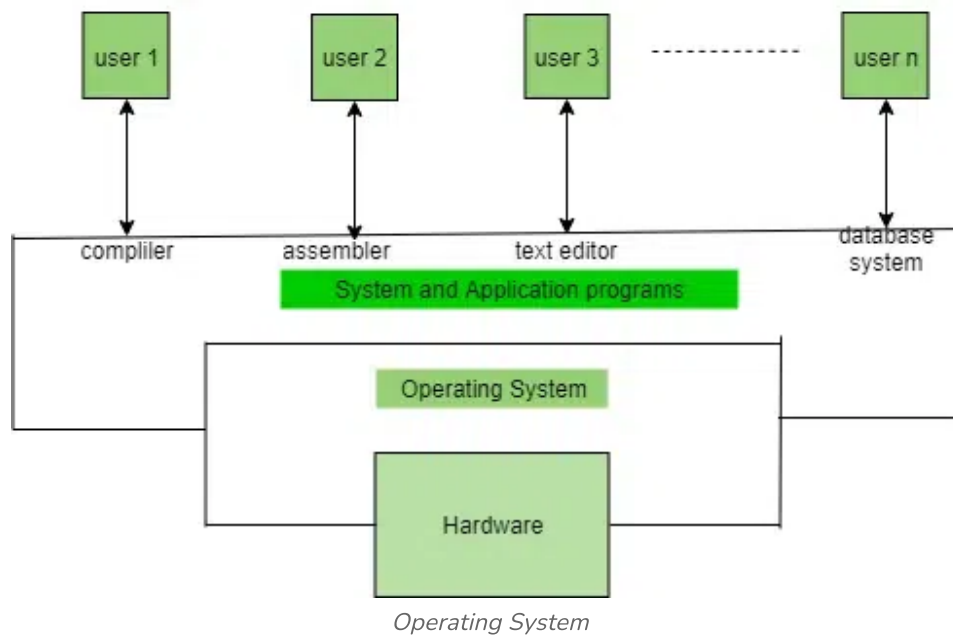 user 1
user 2
user 3
user n
compliler
assembler
text editor
database
system
System and Application programs
Operating System
Hardware
Operating System